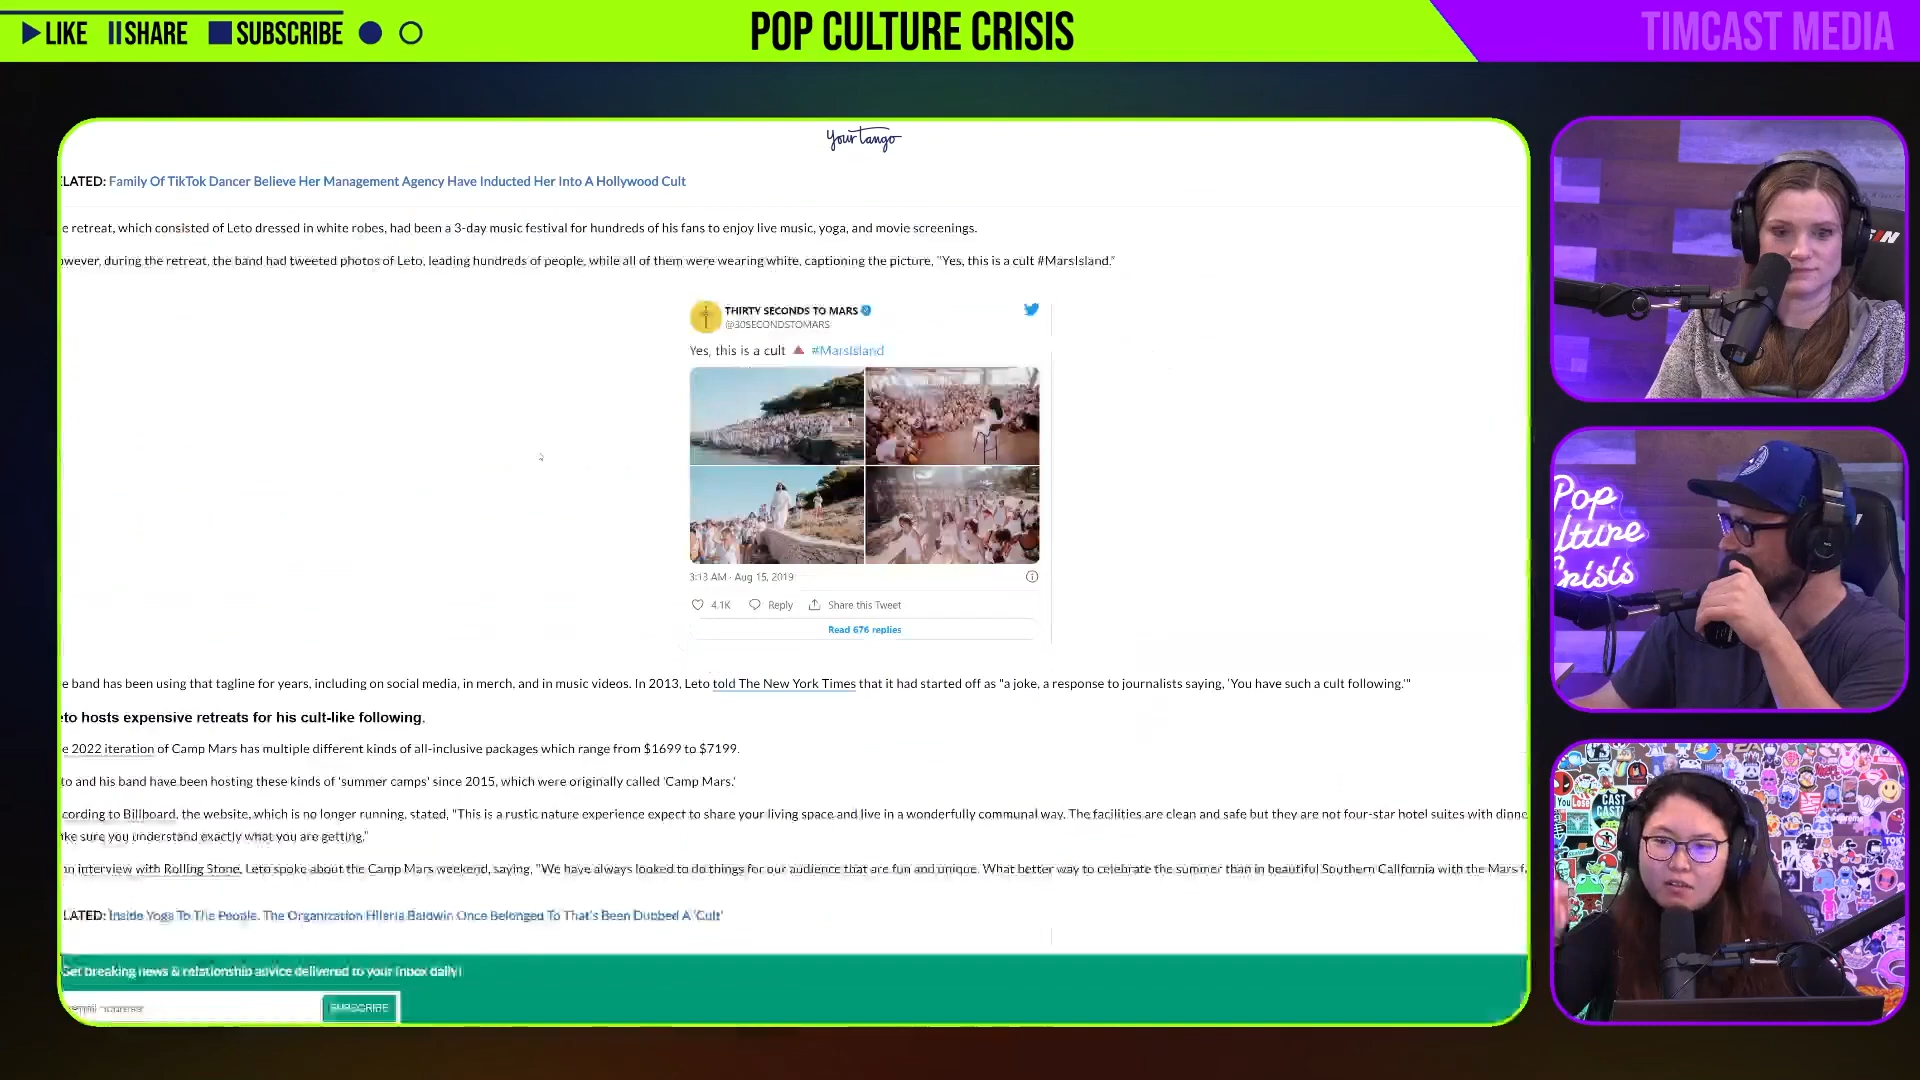 LIKE SHARE SUBSCRIBE
POP CULTURE CRISIS
TIMCAST MEDIA
YourTango
LATED: Family Of TikTok Dancer Believe Her Management Agency Have Inducted Her Into A Hollywood Cult
e retreat, which consisted of Leto dressed in white robes, had been a 3-day music festival for hundreds of his fans to enjoy live music, yoga, and movie screenings.
owever, during the retreat, the band had tweeted photos of Leto, leading hundreds of people, while all of them were wearing white, captioning the picture, "Yes, this is a cult #MarsIsland."
THIRTY SECONDS TO MARS
@30SECONDSTOMARS
Yes, this is a cult 🔺 #MarsIsland
3:13 AM · Aug 15, 2019
4.1K Reply Share this Tweet
Read 676 replies
e band has been using that tagline for years, including on social media, in merch, and in music videos. In 2013, Leto told The New York Times that it had started off as "a joke, a response to journalists saying, 'You have such a cult following.'"
eto hosts expensive retreats for his cult-like following.
e 2022 iteration of Camp Mars has multiple different kinds of all-inclusive packages which range from $1699 to $7199.
to and his band have been hosting these kinds of 'summer camps' since 2015, which were originally called 'Camp Mars.'
cording to Billboard, the website, which is no longer running, stated, "This is a rustic nature experience expect to share your living space and live in a wonderfully communal way. The facilities are clean and safe but they are not four-star hotel suites with dinne
ke sure you understand exactly what you are getting,"
n interview with Rolling Stone, Leto spoke about the Camp Mars weekend, saying, "We have always looked to do things for our audience that are fun and unique. What better way to celebrate the summer than in beautiful Southern California with the Mars f
LATED: Inside Yoga To The People, The Organization Hilaria Baldwin Once Belonged To That's Been Dubbed A 'Cult'
Get breaking news & relationship advice delivered to your inbox daily!
SUBSCRIBE
Pop
lture
Crisis
You Lose
CAST
CAST